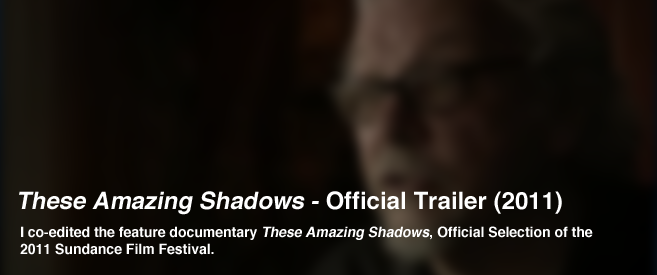 These Amazing Shadows - Official Trailer (2011)
I co-edited the feature documentary These Amazing Shadows, Official Selection of the
2011 Sundance Film Festival.